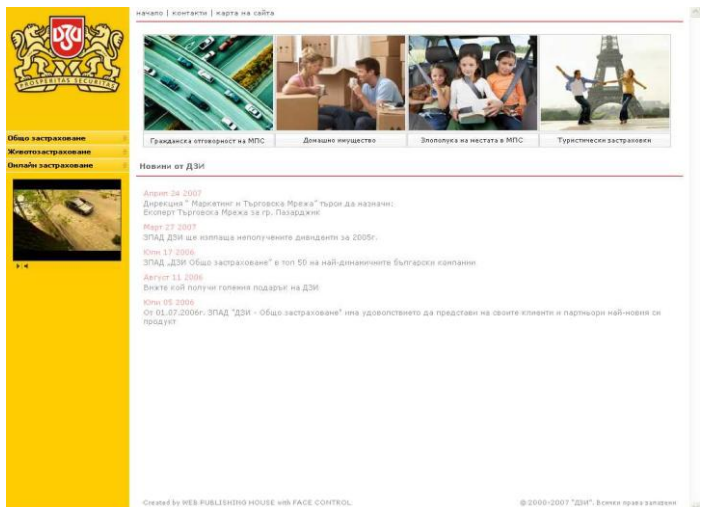 начало | контакти | карта на сайта
ДЗИ
PROSPERITAS SECURITAS
Общо застраховане
Животозастраховане
Онлайн застраховане
Гражданска отговорност на МПС
Домашно имущество
Злополука на местата в МПС
Туристически застраховки
Новини от ДЗИ
Април 24 2007
Дирекция " Маркетинг и Търговска Мрежа" търси да назначи:
Експерт Търговска Мрежа за гр. Пазарджик
Март 27 2007
ЗПАД ДЗИ ще изплаща неполучените дивиденти за 2005г.
Юли 17 2006
ЗПАД „ДЗИ Общо застраховане" в топ 50 на най-динамичните български компании
Август 11 2006
Вижте кой получи големия подарък на ДЗИ
Юли 05 2006
От 01.07.2006г. ЗПАД "ДЗИ - Общо застраховане" има удоволствието да представи на своите клиенти и партньори най-новия си
продукт
Created by WEB PUBLISHING HOUSE with FACE CONTROL.
© 2000-2007 "ДЗИ". Всички права запазени